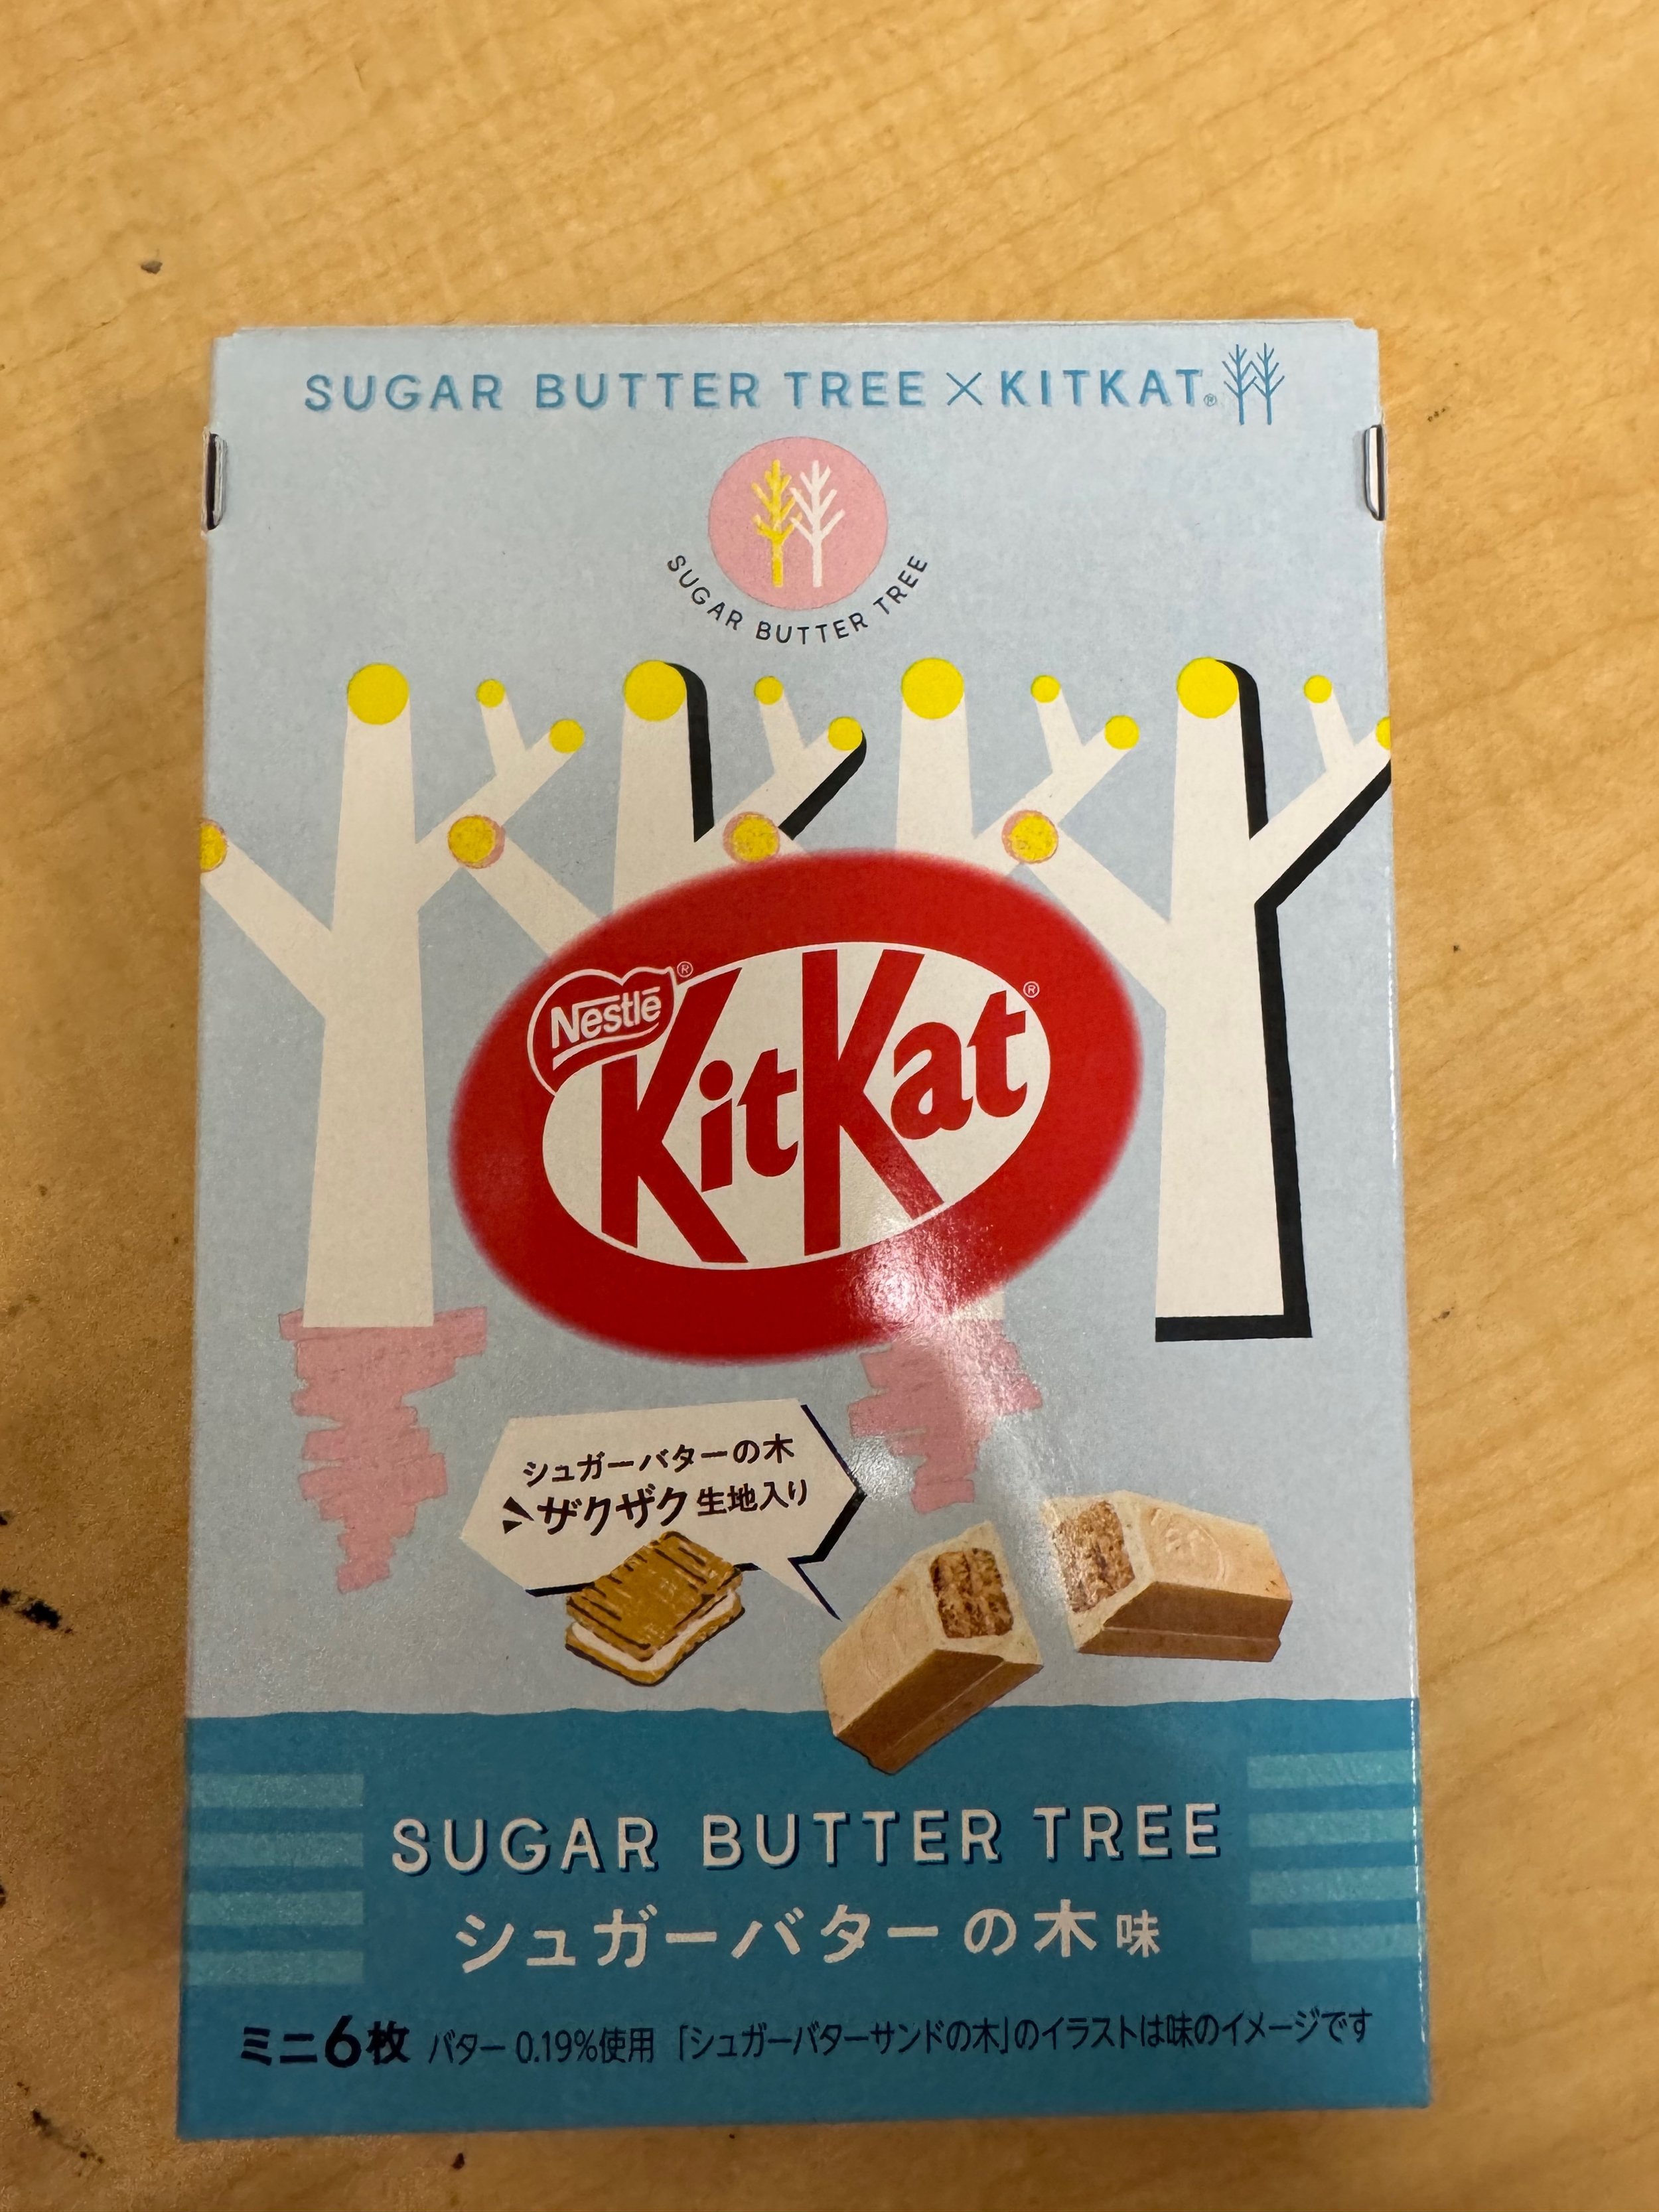 SUGAR BUTTER TREE × KITKAT®
SUGAR BUTTER TREE
Nestlé®
KitKat®
シュガーバターの木
ザクザク生地入り
SUGAR BUTTER TREE
シュガーバターの木味
ミニ6枚 バター0.19%使用 「シュガーバターサンドの木」のイラストは味のイメージです